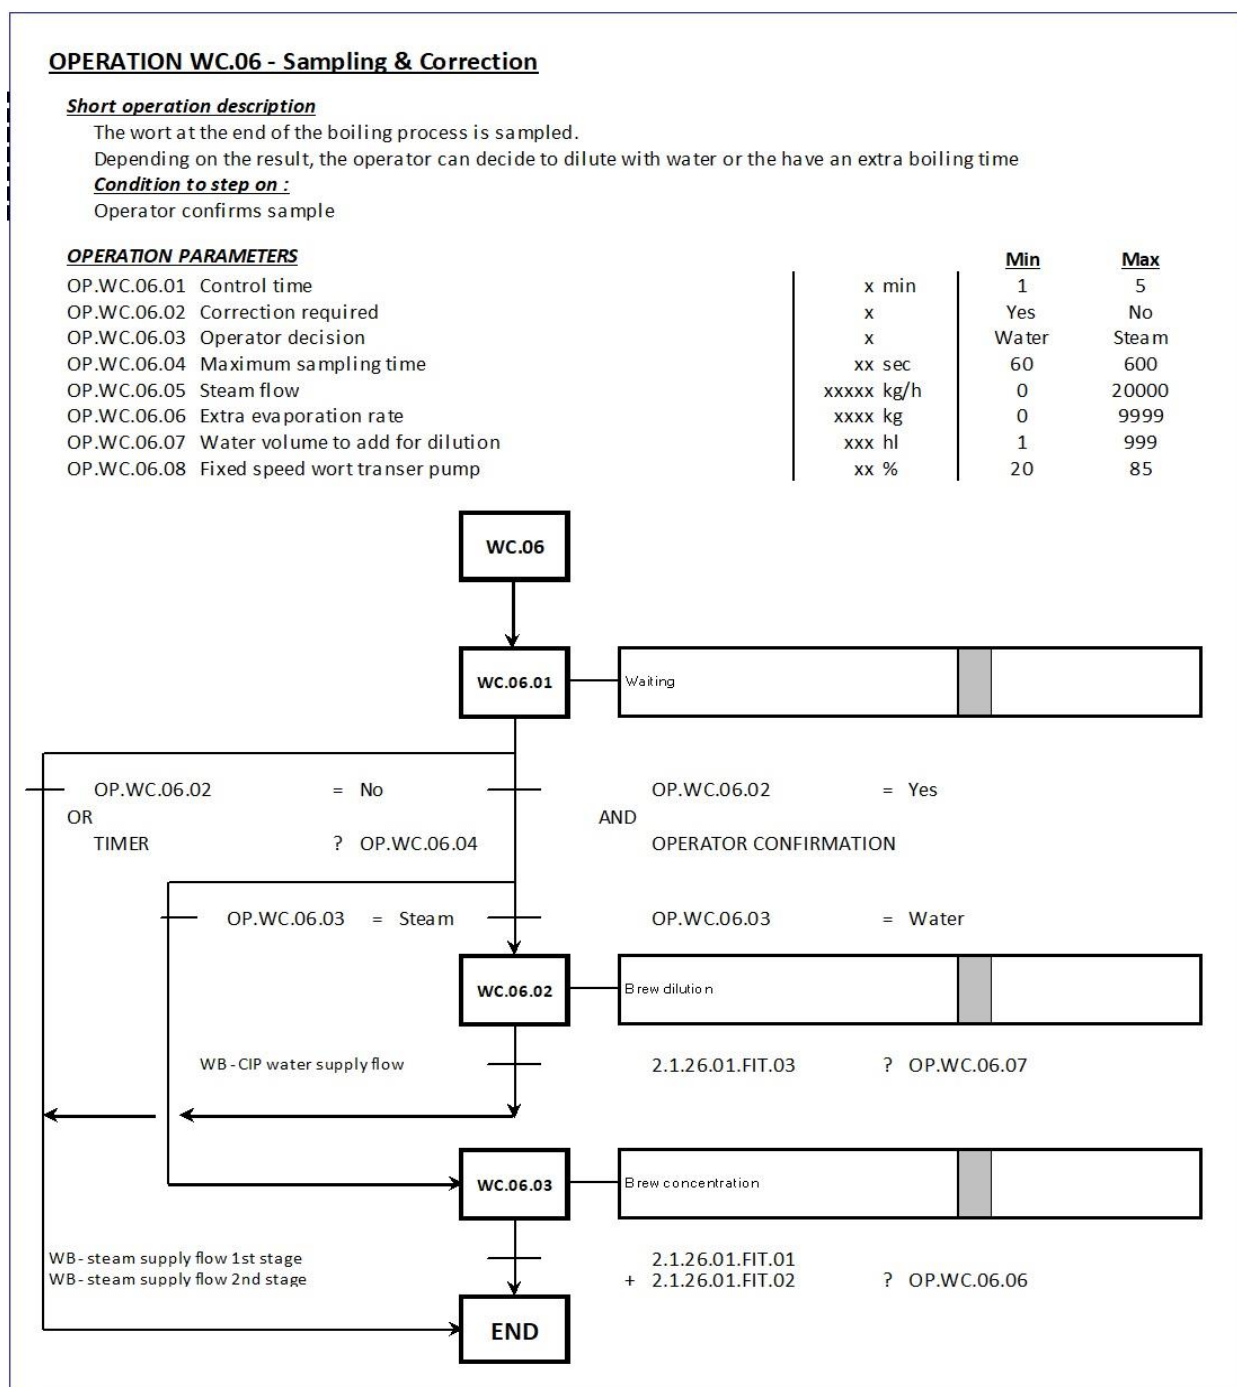 OPERATION WC.06 - Sampling & Correction
Short operation description
The wort at the end of the boiling process is sampled.
Depending on the result, the operator can decide to dilute with water or the have an extra boiling time
Condition to step on :
Operator confirms sample
OPERATION PARAMETERS Min Max
OP.WC.06.01 Control time x min 1 5
OP.WC.06.02 Correction required x Yes No
OP.WC.06.03 Operator decision x Water Steam
OP.WC.06.04 Maximum sampling time xx sec 60 600
OP.WC.06.05 Steam flow xxxxx kg/h 0 20000
OP.WC.06.06 Extra evaporation rate xxxx kg 0 9999
OP.WC.06.07 Water volume to add for dilution xxx hl 1 999
OP.WC.06.08 Fixed speed wort transer pump xx % 20 85
WC.06
WC.06.01 Waiting
OP.WC.06.02 = No OP.WC.06.02 = Yes
OR AND
TIMER ? OP.WC.06.04 OPERATOR CONFIRMATION
OP.WC.06.03 = Steam OP.WC.06.03 = Water
WC.06.02 Brew dilution
WB - CIP water supply flow 2.1.26.01.FIT.03 ? OP.WC.06.07
WC.06.03 Brew concentration
WB - steam supply flow 1st stage 2.1.26.01.FIT.01
WB - steam supply flow 2nd stage + 2.1.26.01.FIT.02 ? OP.WC.06.06
END